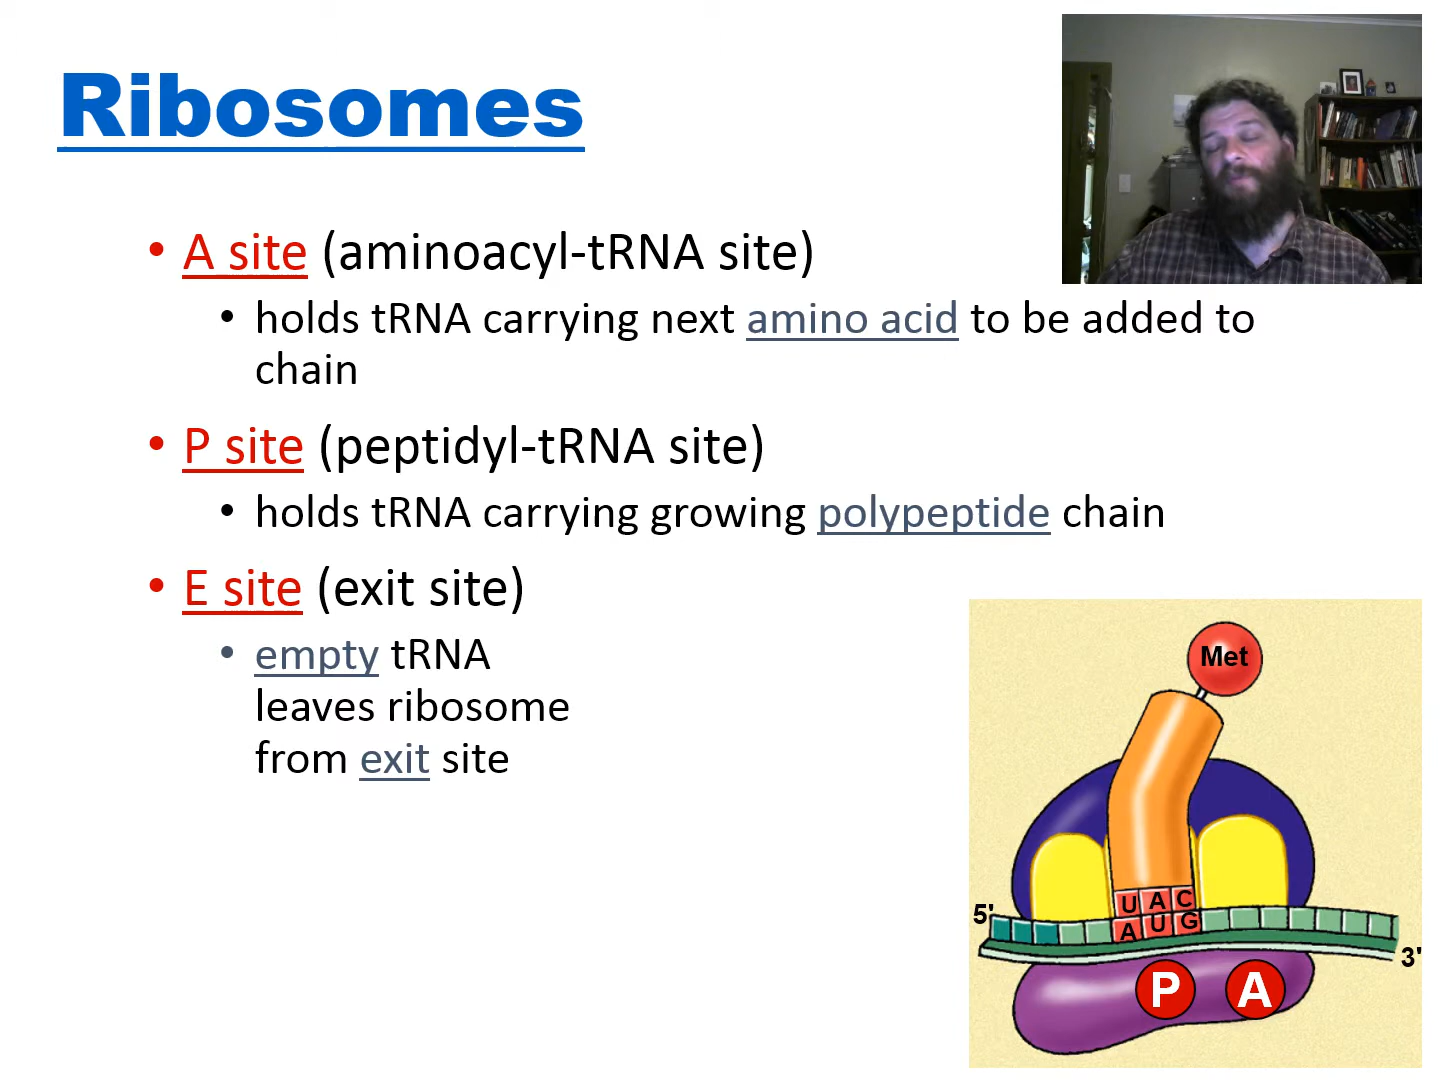 Ribosomes
• A site (aminoacyl-tRNA site)
• holds tRNA carrying next amino acid to be added to
chain
• P site (peptidyl-tRNA site)
• holds tRNA carrying growing polypeptide chain
• E site (exit site)
• empty tRNA
leaves ribosome
from exit site
Met
U A C
5' A U G
3'
P A